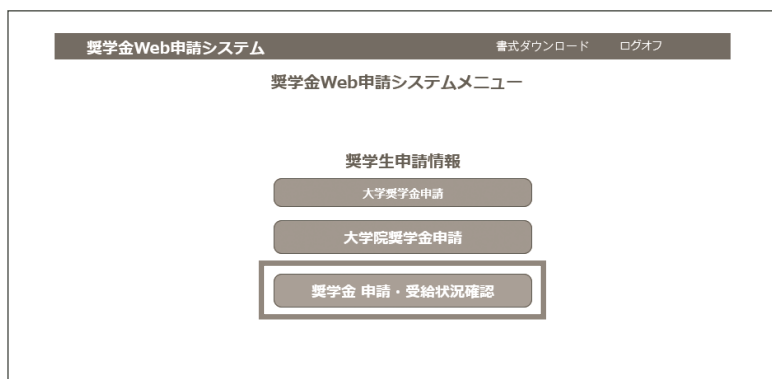 奨学金Web申請システム 書式ダウンロード ログオフ
奨学金Web申請システムメニュー
奨学生申請情報
大学奨学金申請
大学院奨学金申請
奨学金 申請・受給状況確認